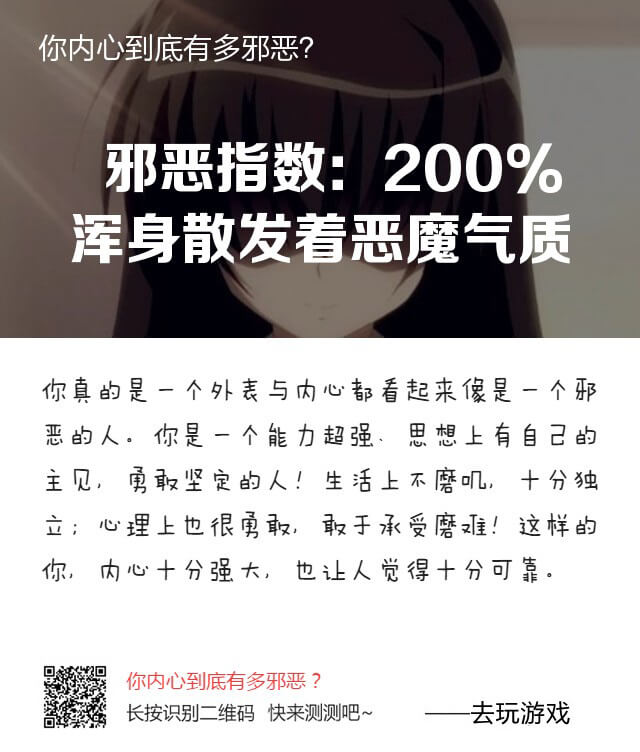 你内心到底有多邪恶?
邪恶指数：200%
浑身散发着恶魔气质
你真的是一个外表与内心都看起来像是一个邪
恶的人。你是一个能力超强、思想上有自己的
主见，勇敢坚定的人！生活上不磨叽，十分独
立；心理上也很勇敢，敢于承受磨难！这样的
你，内心十分强大，也让人觉得十分可靠。
你内心到底有多邪恶？
长按识别二维码 快来测测吧~
——去玩游戏